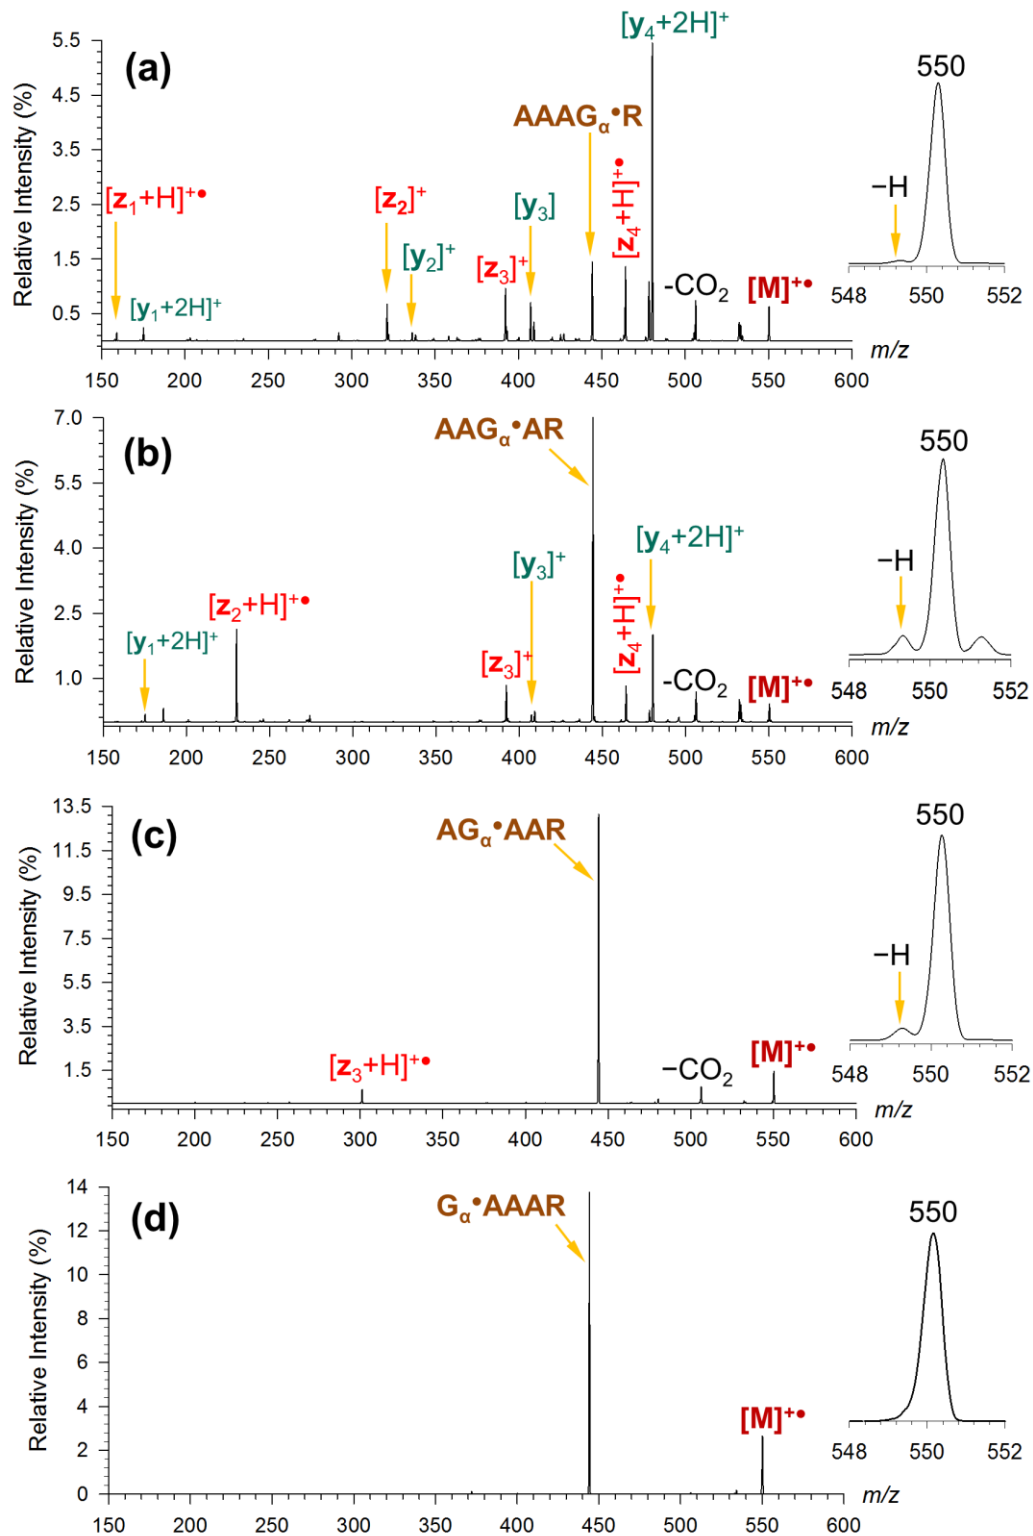 (a)
Relative Intensity (%)
5.5
4.5
3.5
2.5
1.5
0.5
[z₁+H]⁺•
[y₁+2H]⁺
[z₂]⁺
[y₂]⁺
[z₃]⁺
[y₃]
AAAGα•R
[z₄+H]⁺•
[y₄+2H]⁺
-CO₂
[M]⁺•
150 200 250 300 350 400 450 500 550 600
m/z
550
−H
548 550 552
(b)
Relative Intensity (%)
7.0
5.5
4.0
2.5
1.0
[y₁+2H]⁺
[z₂+H]⁺•
[z₃]⁺
[y₃]⁺
AAGα•AR
[z₄+H]⁺•
[y₄+2H]⁺
-CO₂
[M]⁺•
150 200 250 300 350 400 450 500 550 600
m/z
550
−H
548 550 552
(c)
Relative Intensity (%)
13.5
11.5
9.5
7.5
5.5
3.5
1.5
[z₃+H]⁺•
AGα•AAR
−CO₂
[M]⁺•
150 200 250 300 350 400 450 500 550 600
m/z
550
−H
548 550 552
(d)
Relative Intensity (%)
14
12
10
8
6
4
2
0
Gα•AAAR
[M]⁺•
150 200 250 300 350 400 450 500 550 600
m/z
550
548 550 552